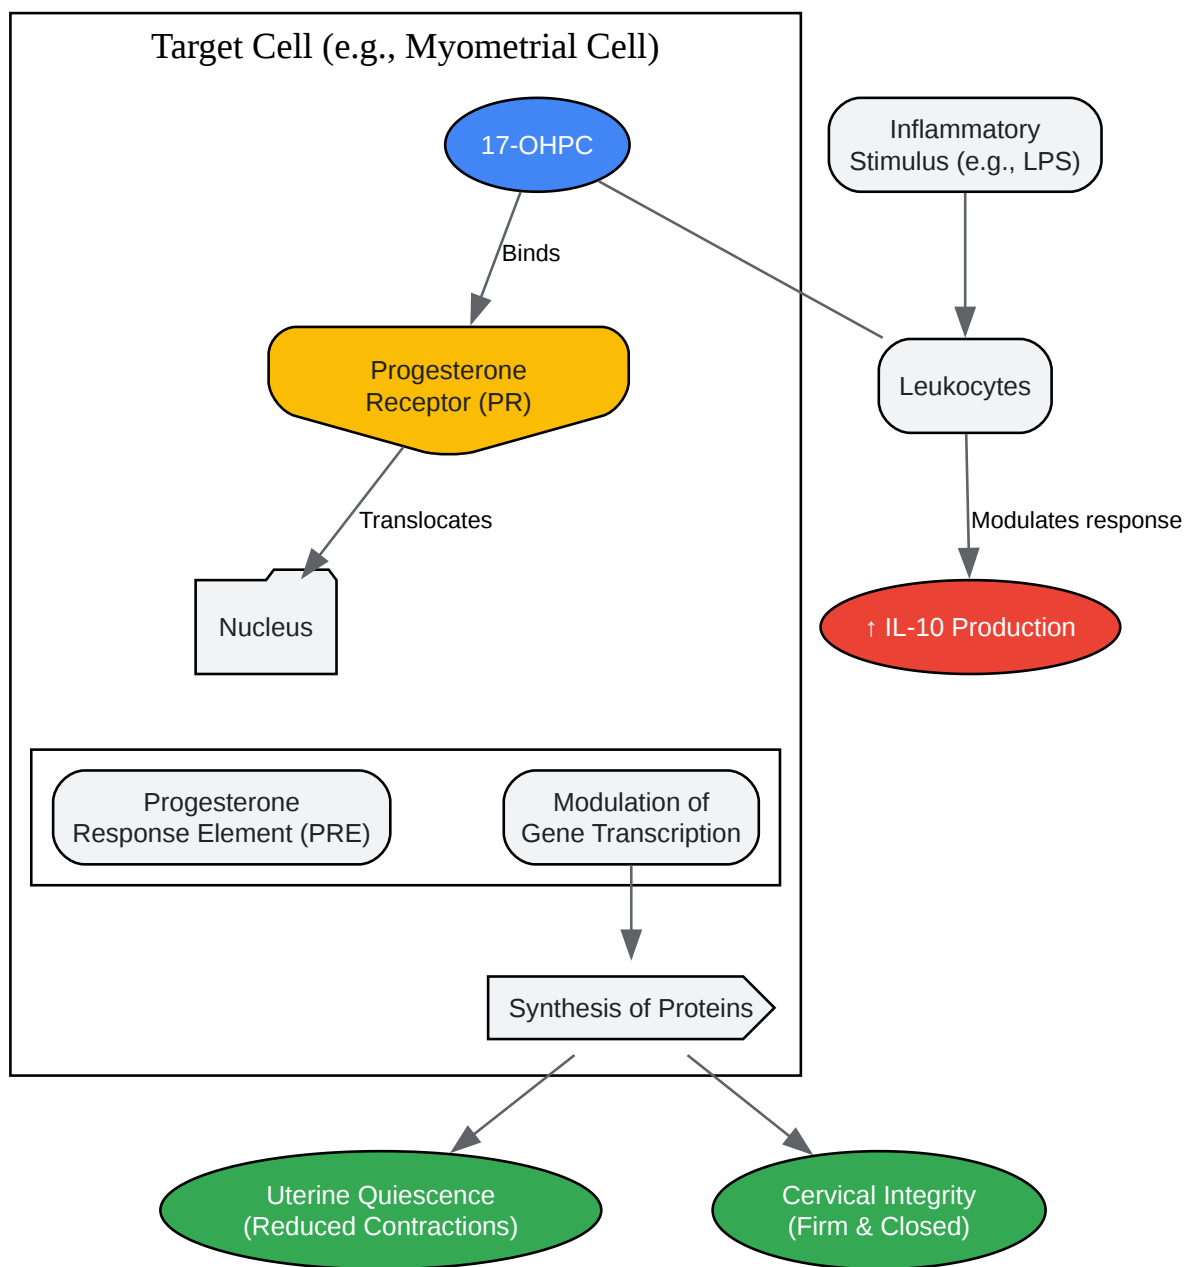 Target Cell (e.g., Myometrial Cell)
17-OHPC
Inflammatory
Stimulus (e.g., LPS)
Binds
Progesterone
Receptor (PR)
Leukocytes
Translocates
Modulates response
Nucleus
↑ IL-10 Production
Progesterone
Response Element (PRE)
Modulation of
Gene Transcription
Synthesis of Proteins
Uterine Quiescence
(Reduced Contractions)
Cervical Integrity
(Firm & Closed)